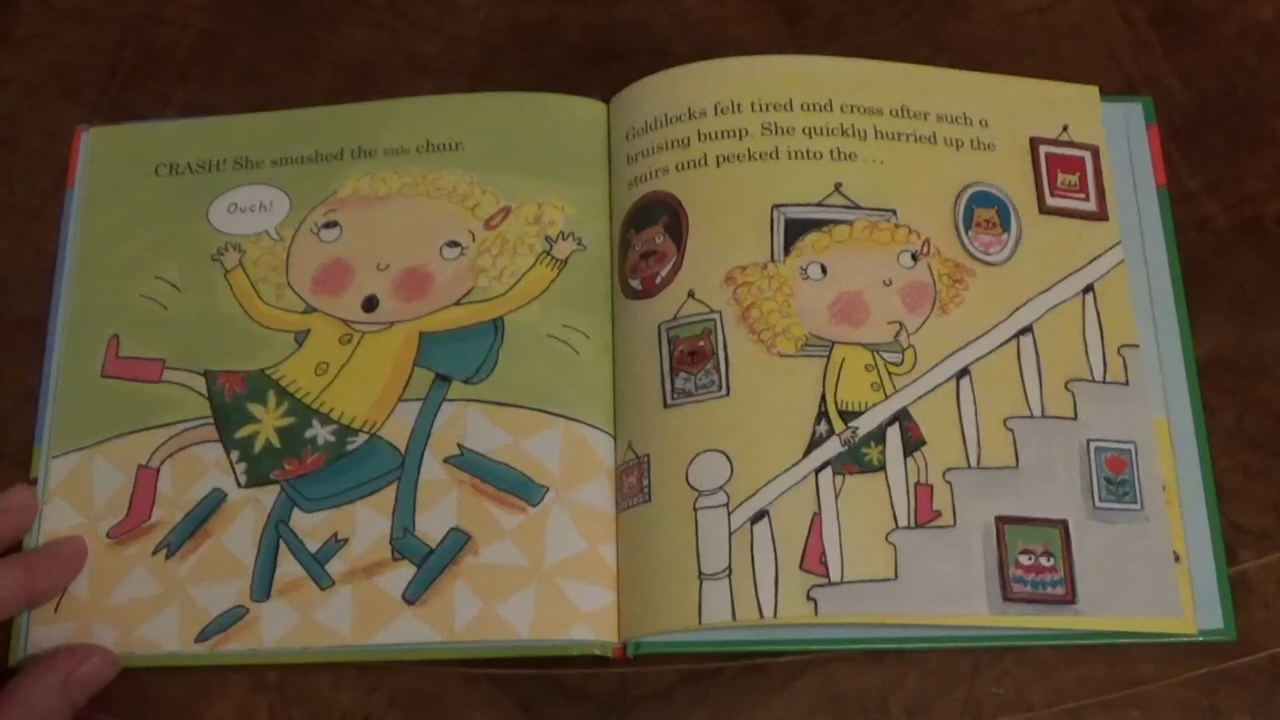 CRASH! She smashed the little chair.
Ouch!
Goldilocks felt tired and cross after such a
bruising bump. She quickly hurried up the
stairs and peeked into the ...